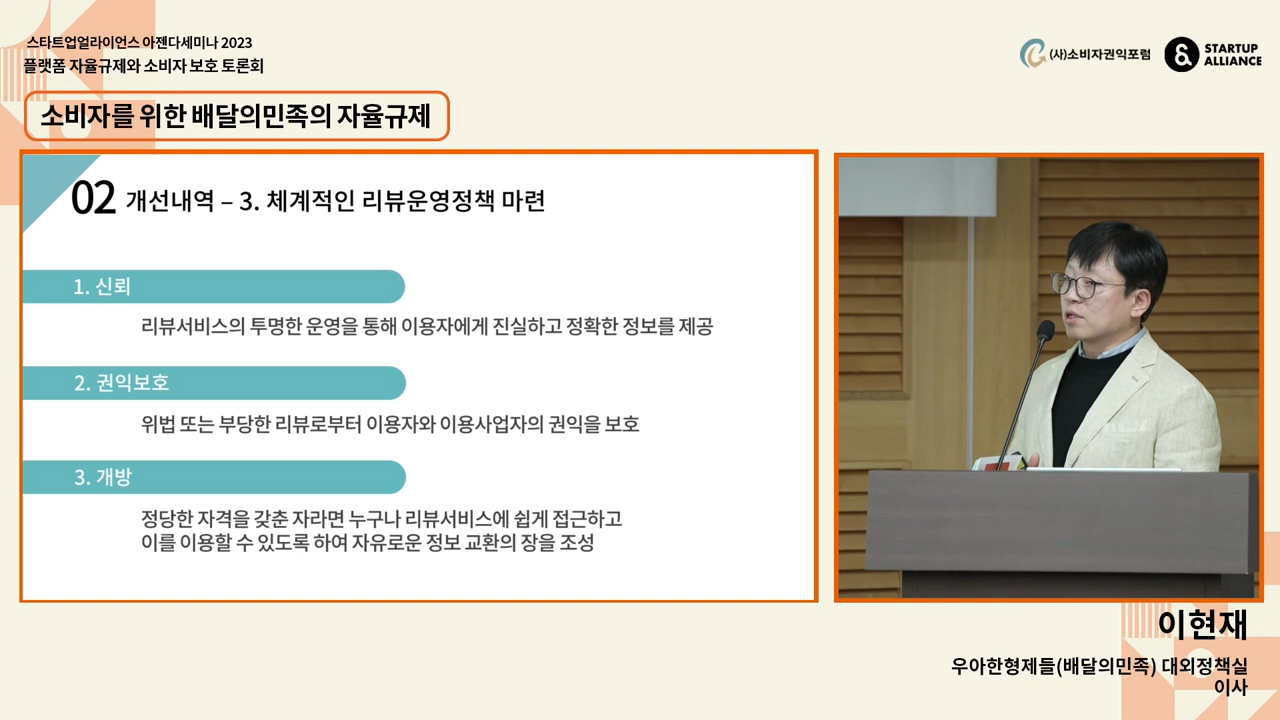 스타트업얼라이언스 아젠다세미나 2023
플랫폼 자율규제와 소비자 보호 토론회
(사)소비자권익포럼
STARTUP
ALLIANCE
소비자를 위한 배달의민족의 자율규제
02 개선내역 – 3. 체계적인 리뷰운영정책 마련
1. 신뢰
리뷰서비스의 투명한 운영을 통해 이용자에게 진실하고 정확한 정보를 제공
2. 권익보호
위법 또는 부당한 리뷰로부터 이용자와 이용사업자의 권익을 보호
3. 개방
정당한 자격을 갖춘 자라면 누구나 리뷰서비스에 쉽게 접근하고
이를 이용할 수 있도록 하여 자유로운 정보 교환의 장을 조성
이현재
우아한형제들(배달의민족) 대외정책실
이사